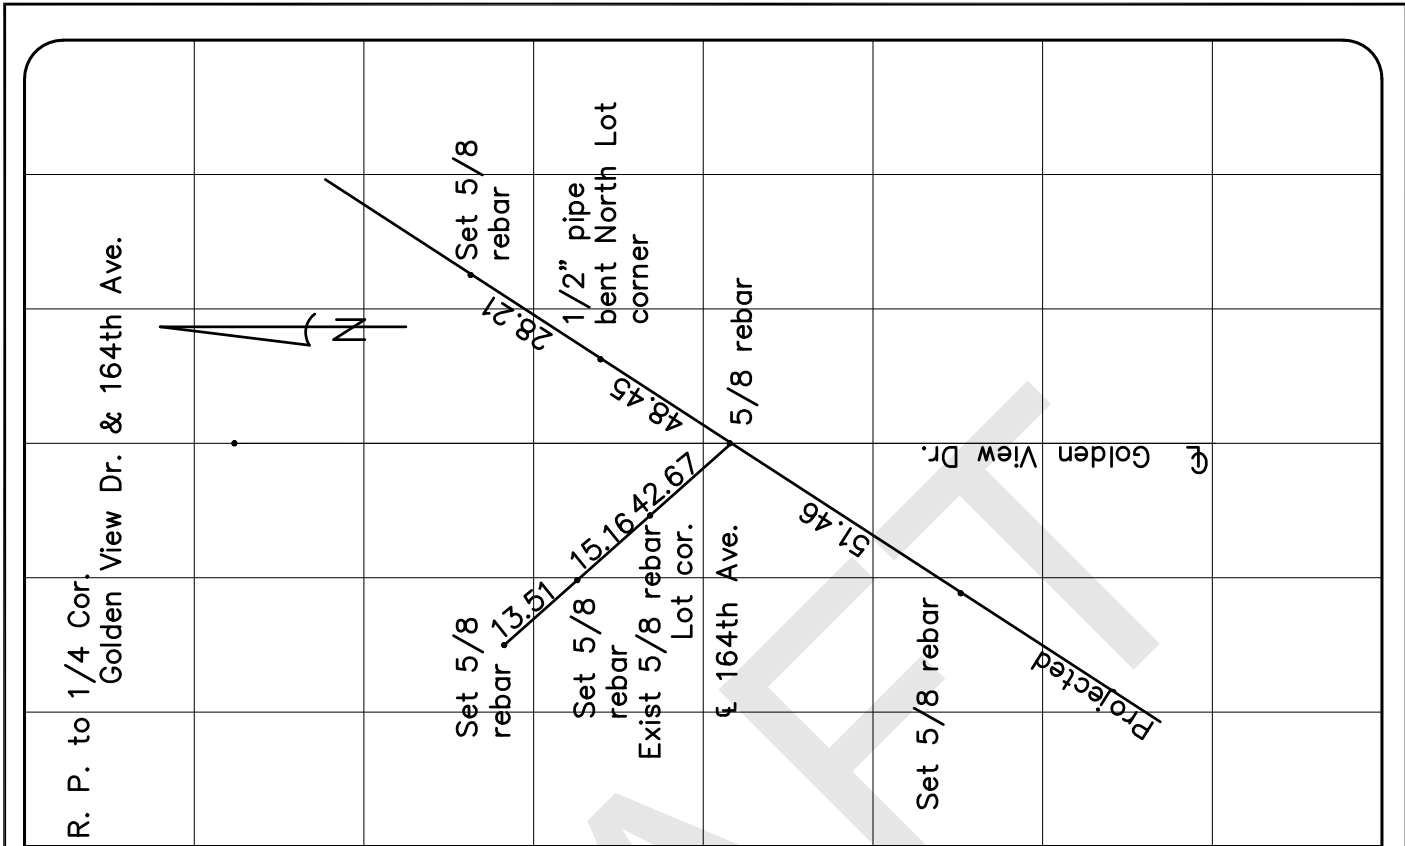 R. P. to 1/4 Cor.
Golden View Dr. & 164th Ave.
N
Set 5/8
rebar
28.21
1/2" pipe
bent North Lot
corner
48.45
5/8 rebar
42.67
15.16
13.51
Set 5/8
rebar
Set 5/8
rebar
Exist 5/8 rebar
Lot cor.
℄ 164th Ave.
℄ Golden View Dr.
51.46
Set 5/8 rebar
Projected